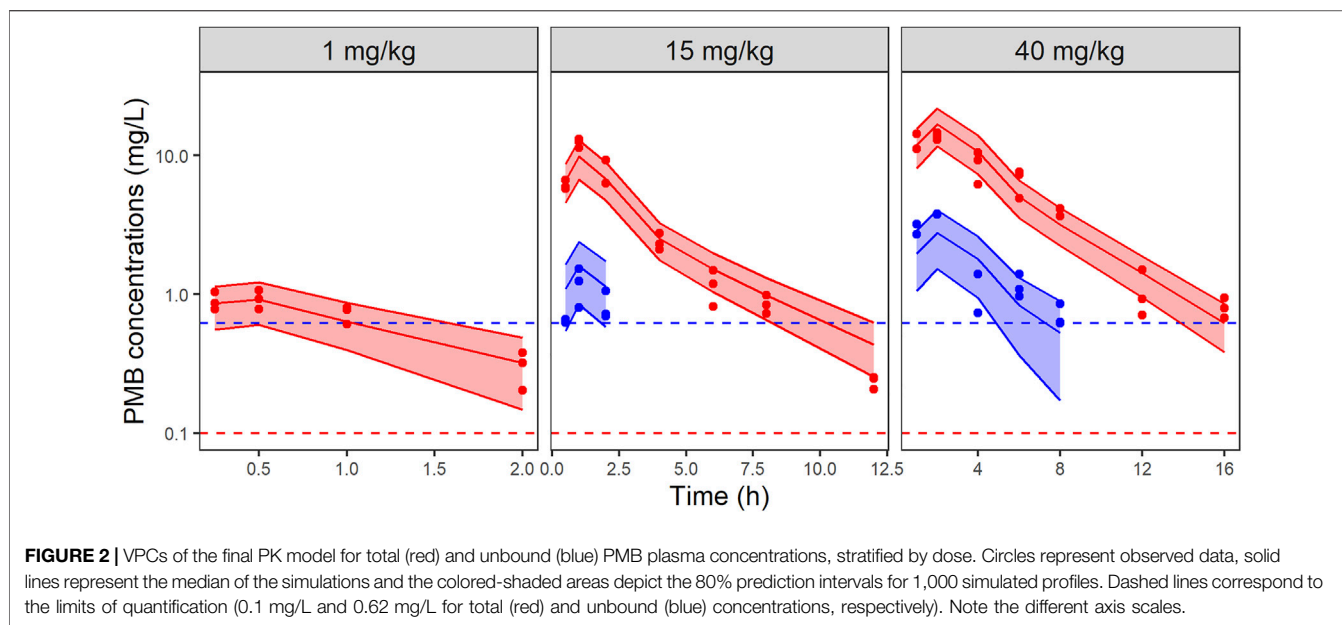 1 mg/kg 15 mg/kg 40 mg/kg
PMB concentrations (mg/L)
10.0
1.0
0.1
0.5 1.0 1.5 2.0 0.0 2.5 5.0 7.5 10.0 12.5 4 8 12 16
Time (h)
FIGURE 2 | VPCs of the final PK model for total (red) and unbound (blue) PMB plasma concentrations, stratified by dose. Circles represent observed data, solid
lines represent the median of the simulations and the colored-shaded areas depict the 80% prediction intervals for 1,000 simulated profiles. Dashed lines correspond to
the limits of quantification (0.1 mg/L and 0.62 mg/L for total (red) and unbound (blue) concentrations, respectively). Note the different axis scales.